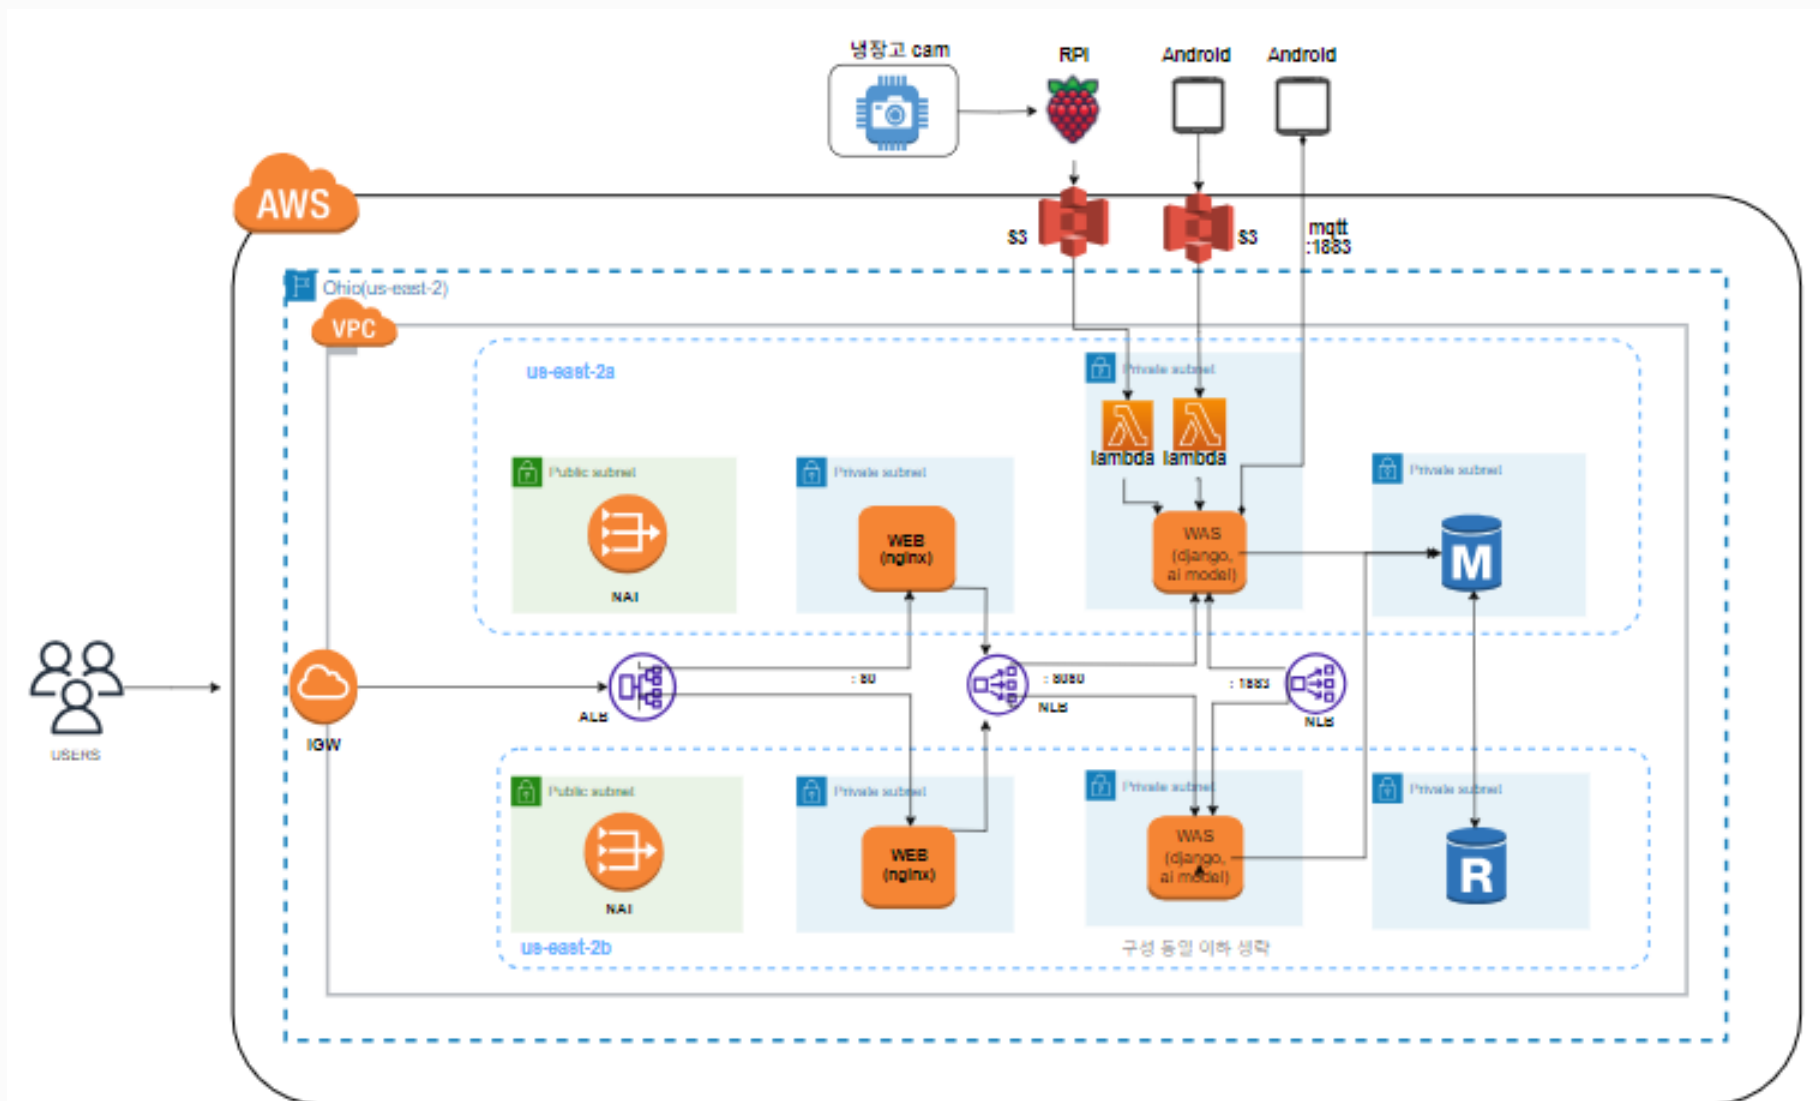 냉장고 cam
RPI
Android
Android
AWS
S3
S3
mqtt
:1883
Ohio(us-east-2)
VPC
us-east-2a
Private subnet
lambda
lambda
Public subnet
Private subnet
Private subnet
WEB
(nginx)
WAS
(django,
ai model)
M
NAT
: 80
: 8080
: 1883
ALB
NLB
NLB
IGW
USERS
Public subnet
Private subnet
Private subnet
Private subnet
WEB
(nginx)
WAS
(django,
ai model)
R
NAT
us-east-2b
구성 동일 이하 생략